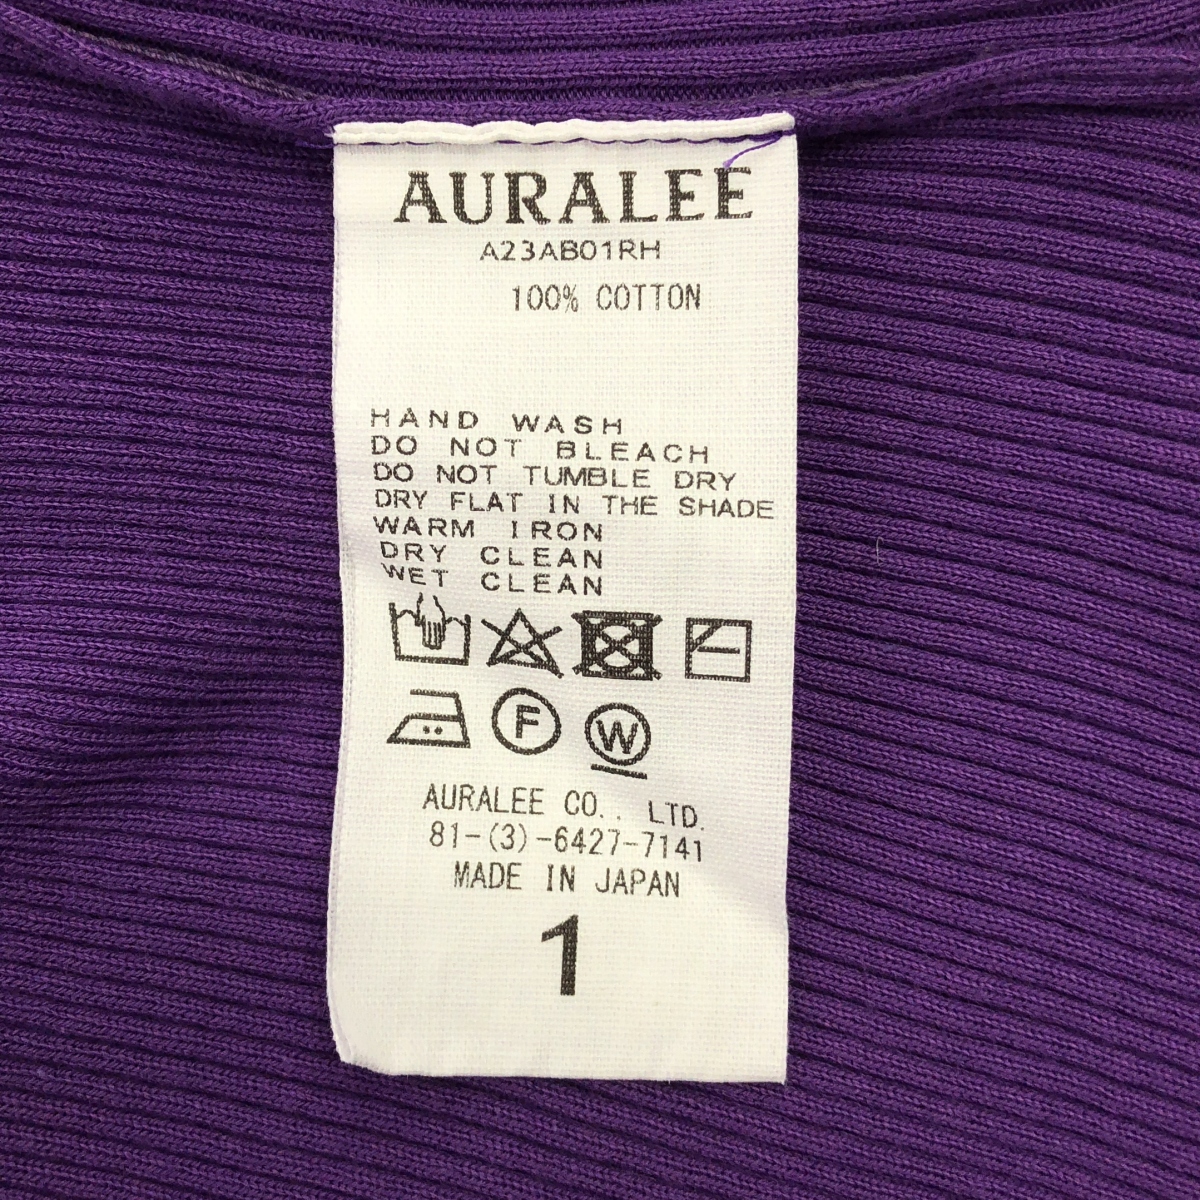 AURALEE
A23AB01RH
100% COTTON
HAND WASH
DO NOT BLEACH
DO NOT TUMBLE DRY
DRY FLAT IN THE SHADE
WARM IRON
DRY CLEAN
WET CLEAN
F W
AURALEE CO., LTD.
81-(3)-6427-7141
MADE IN JAPAN
1